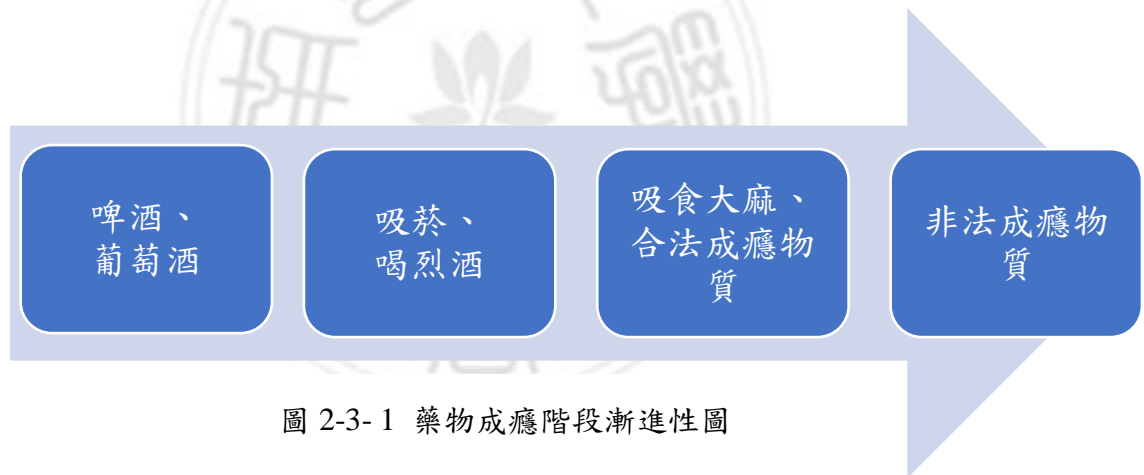 啤酒、
葡萄酒
吸菸、
喝烈酒
吸食大麻、
合法成癮物
質
非法成癮物
質
圖 2-3- 1 藥物成癮階段漸進性圖